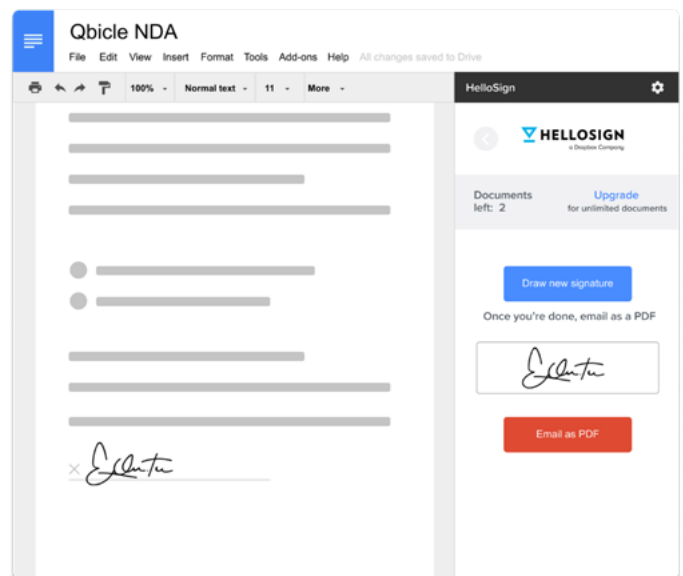 Qbicle NDA
File Edit View Insert Format Tools Add-ons Help All changes saved to Drive
100% Normal text 11 More
HelloSign
HELLOSIGN
a Dropbox Company
Documents left: 2
Upgrade
for unlimited documents
Draw new signature
Once you're done, email as a PDF
Email as PDF